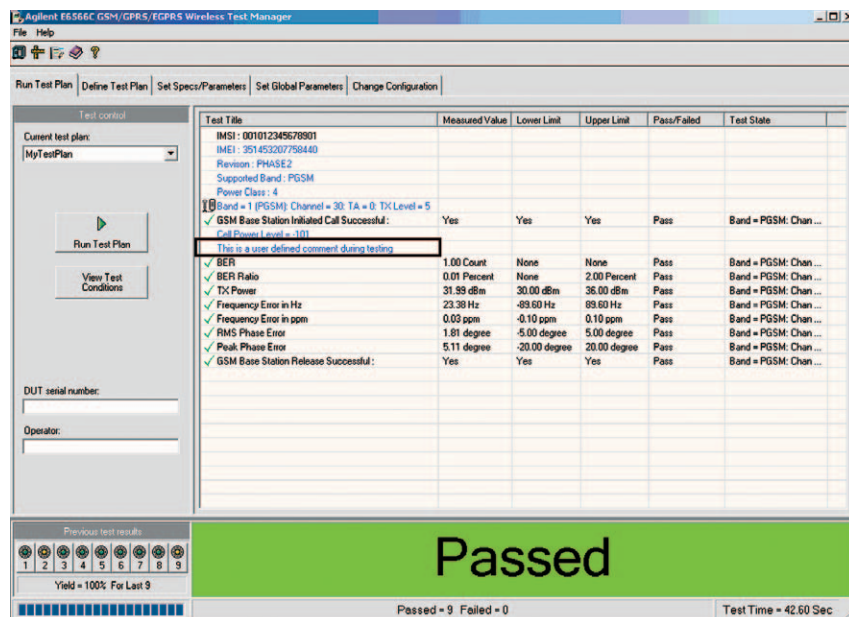 Agilent E6566C GSM/GPRS/EGPRS Wireless Test Manager
File Help
Run Test Plan Define Test Plan Set Specs/Parameters Set Global Parameters Change Configuration
Test control
Current test plan:
MyTestPlan
Run Test Plan
View Test
Conditions
DUT serial number:
Operator:
Test Title Measured Value Lower Limit Upper Limit Pass/Failed Test State
IMSI : 001012345678901
IMEI : 351453207758440
Revison : PHASE2
Supported Band : PGSM
Power Class : 4
Band = 1 (PGSM): Channel = 30: TA = 0: TX Level = 5
GSM Base Station Initiated Call Successful : Yes Yes Yes Pass Band = PGSM: Chan ...
Cell Power Level = -101
This is a user defined comment during testing
BER 1.00 Count None None Pass Band = PGSM: Chan ...
BER Ratio 0.01 Percent None 2.00 Percent Pass Band = PGSM: Chan ...
TX Power 31.99 dBm 30.00 dBm 36.00 dBm Pass Band = PGSM: Chan ...
Frequency Error in Hz 23.38 Hz -89.60 Hz 89.60 Hz Pass Band = PGSM: Chan ...
Frequency Error in ppm 0.03 ppm -0.10 ppm 0.10 ppm Pass Band = PGSM: Chan ...
RMS Phase Error 1.81 degree -5.00 degree 5.00 degree Pass Band = PGSM: Chan ...
Peak Phase Error 5.11 degree -20.00 degree 20.00 degree Pass Band = PGSM: Chan ...
GSM Base Station Release Successful : Yes Yes Yes Pass Band = PGSM: Chan ...
Previous test results
1 2 3 4 5 6 7 8 9
Yield = 100% For Last 9
Passed
Passed = 9 Failed = 0
Test Time = 42.60 Sec